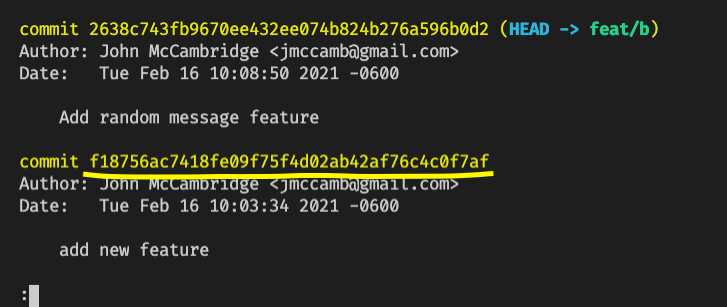 commit 2638c743fb9670ee432ee074b824b276a596b0d2 (HEAD -> feat/b)
Author: John McCambridge <jmccamb@gmail.com>
Date:   Tue Feb 16 10:08:50 2021 -0600
    Add random message feature
commit f18756ac7418fe09f75f4d02ab42af76c4c0f7af
Author: John McCambridge <jmccamb@gmail.com>
Date:   Tue Feb 16 10:03:34 2021 -0600
    add new feature
: